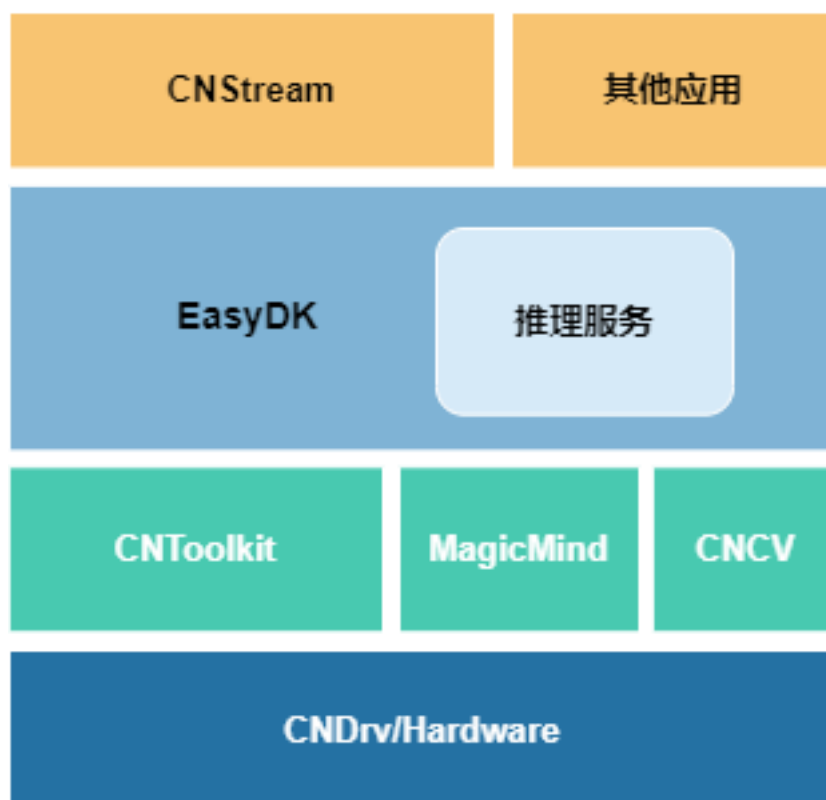 CNStream
其他应用
EasyDK
推理服务
CNToolkit
MagicMind
CNCV
CNDrv/Hardware